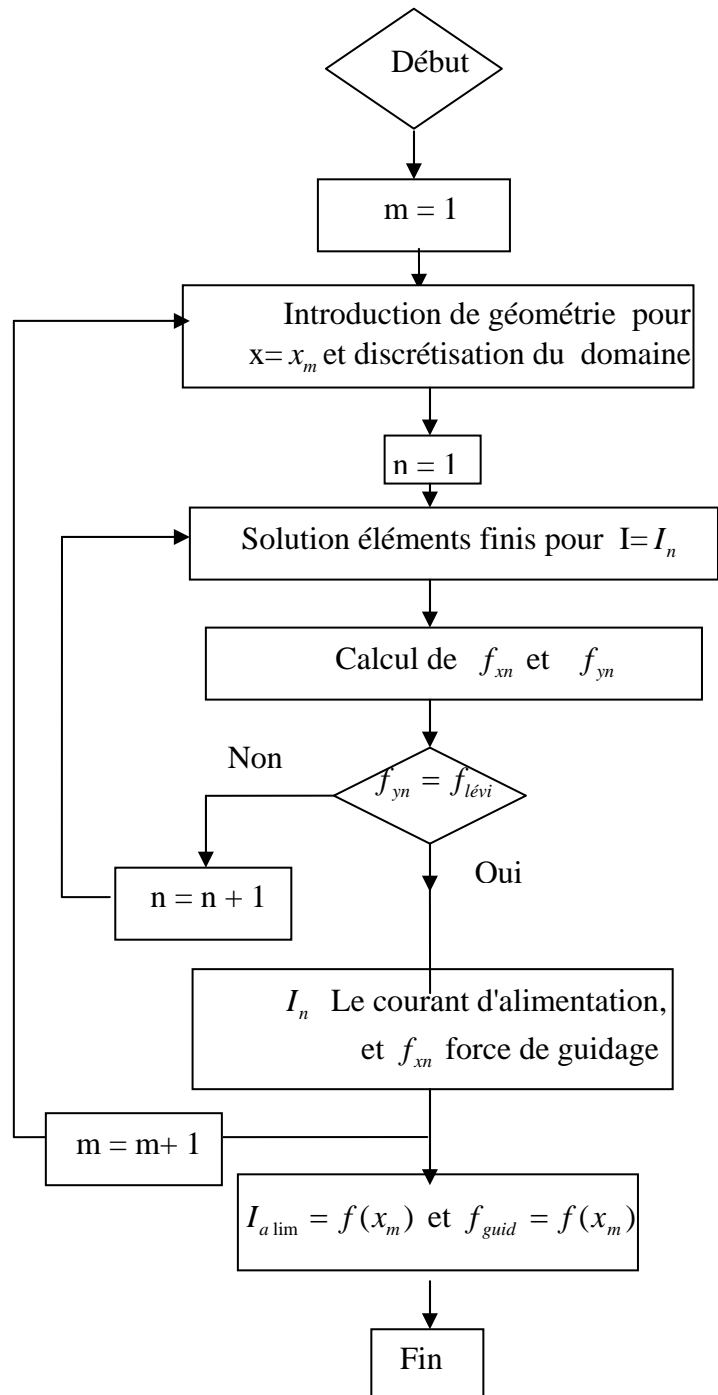 Début
m = 1
Introduction de géométrie pour
x= x_m et discrétisation du domaine
n = 1
Solution éléments finis pour I= I_n
Calcul de f_xn et f_yn
Non
f_yn = f_lévi
Oui
n = n + 1
I_n Le courant d'alimentation,
et f_xn force de guidage
m = m+ 1
I_a lim = f(x_m) et f_guid = f(x_m)
Fin